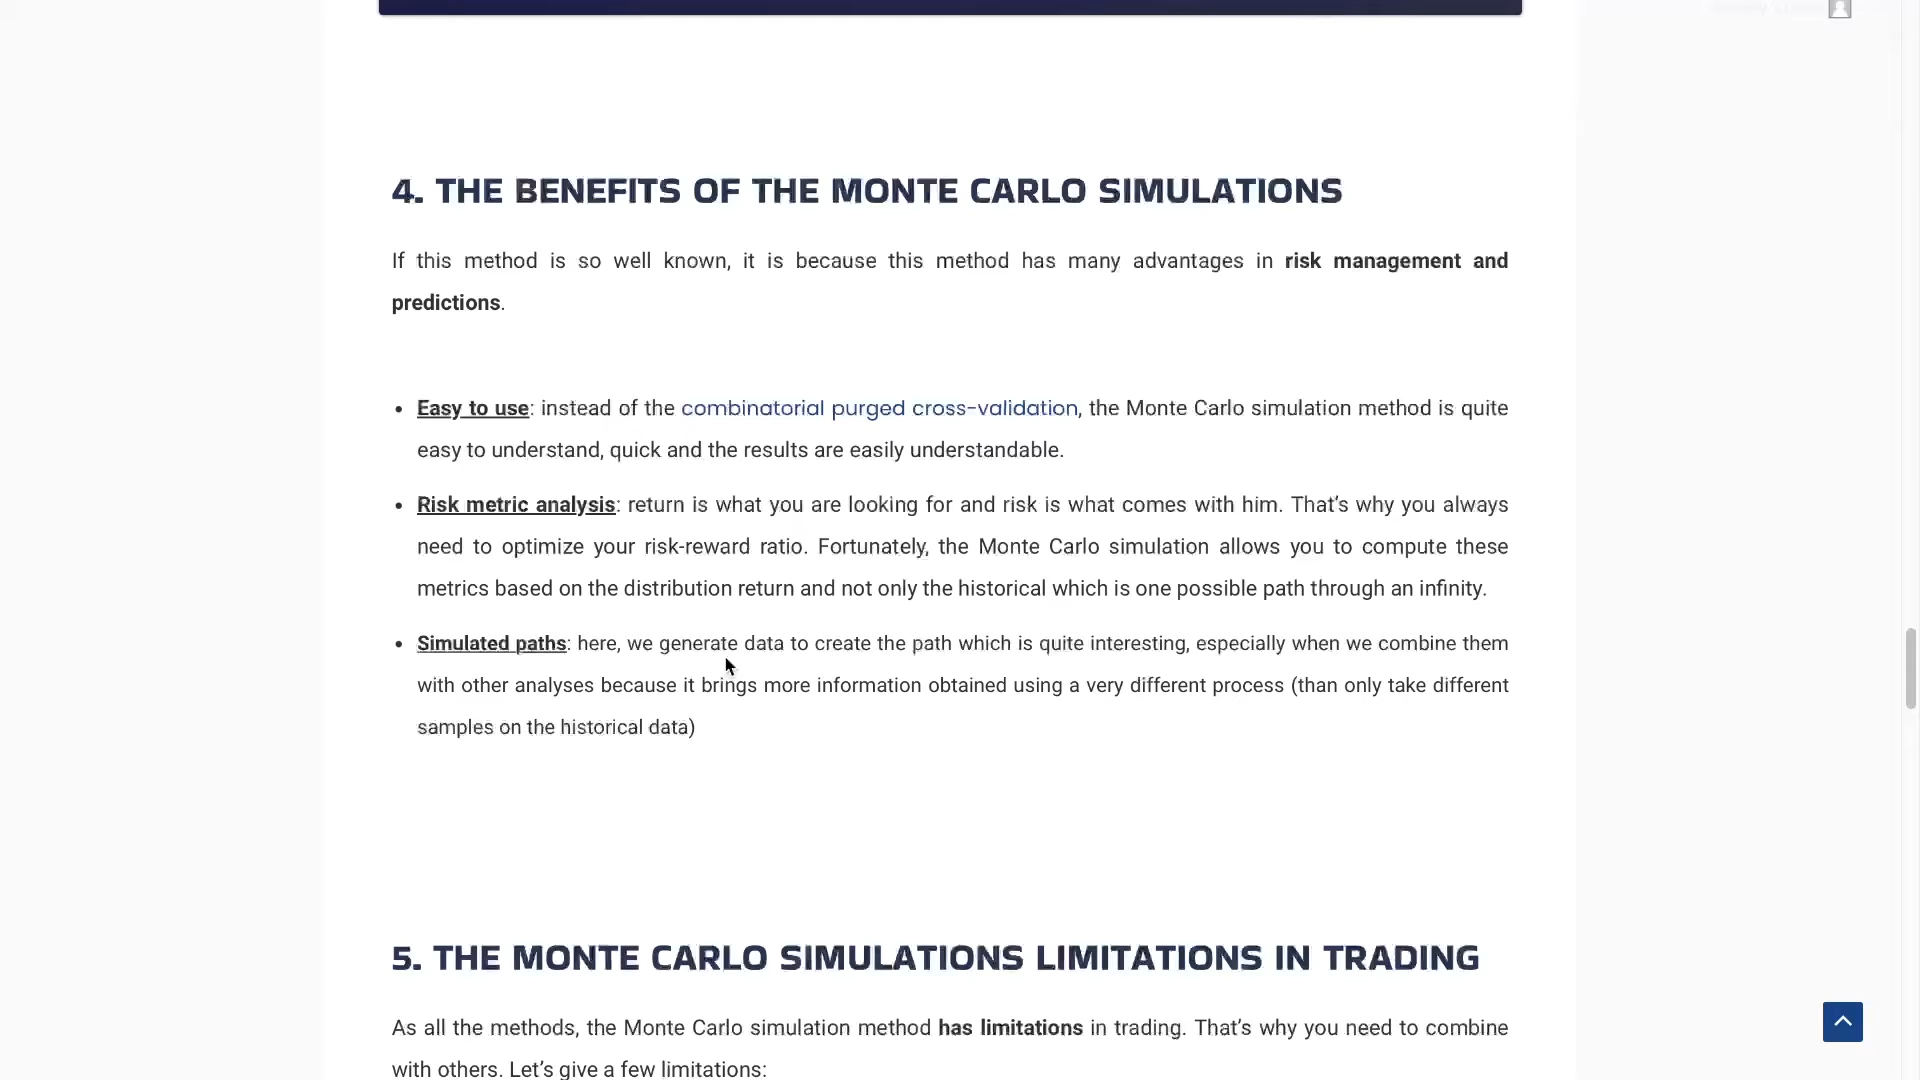 4. THE BENEFITS OF THE MONTE CARLO SIMULATIONS
If this method is so well known, it is because this method has many advantages in risk management and
predictions.
• Easy to use: instead of the combinatorial purged cross-validation, the Monte Carlo simulation method is quite
easy to understand, quick and the results are easily understandable.
• Risk metric analysis: return is what you are looking for and risk is what comes with him. That’s why you always
need to optimize your risk-reward ratio. Fortunately, the Monte Carlo simulation allows you to compute these
metrics based on the distribution return and not only the historical which is one possible path through an infinity.
• Simulated paths: here, we generate data to create the path which is quite interesting, especially when we combine them
with other analyses because it brings more information obtained using a very different process (than only take different
samples on the historical data)
5. THE MONTE CARLO SIMULATIONS LIMITATIONS IN TRADING
As all the methods, the Monte Carlo simulation method has limitations in trading. That’s why you need to combine
with others. Let’s give a few limitations: